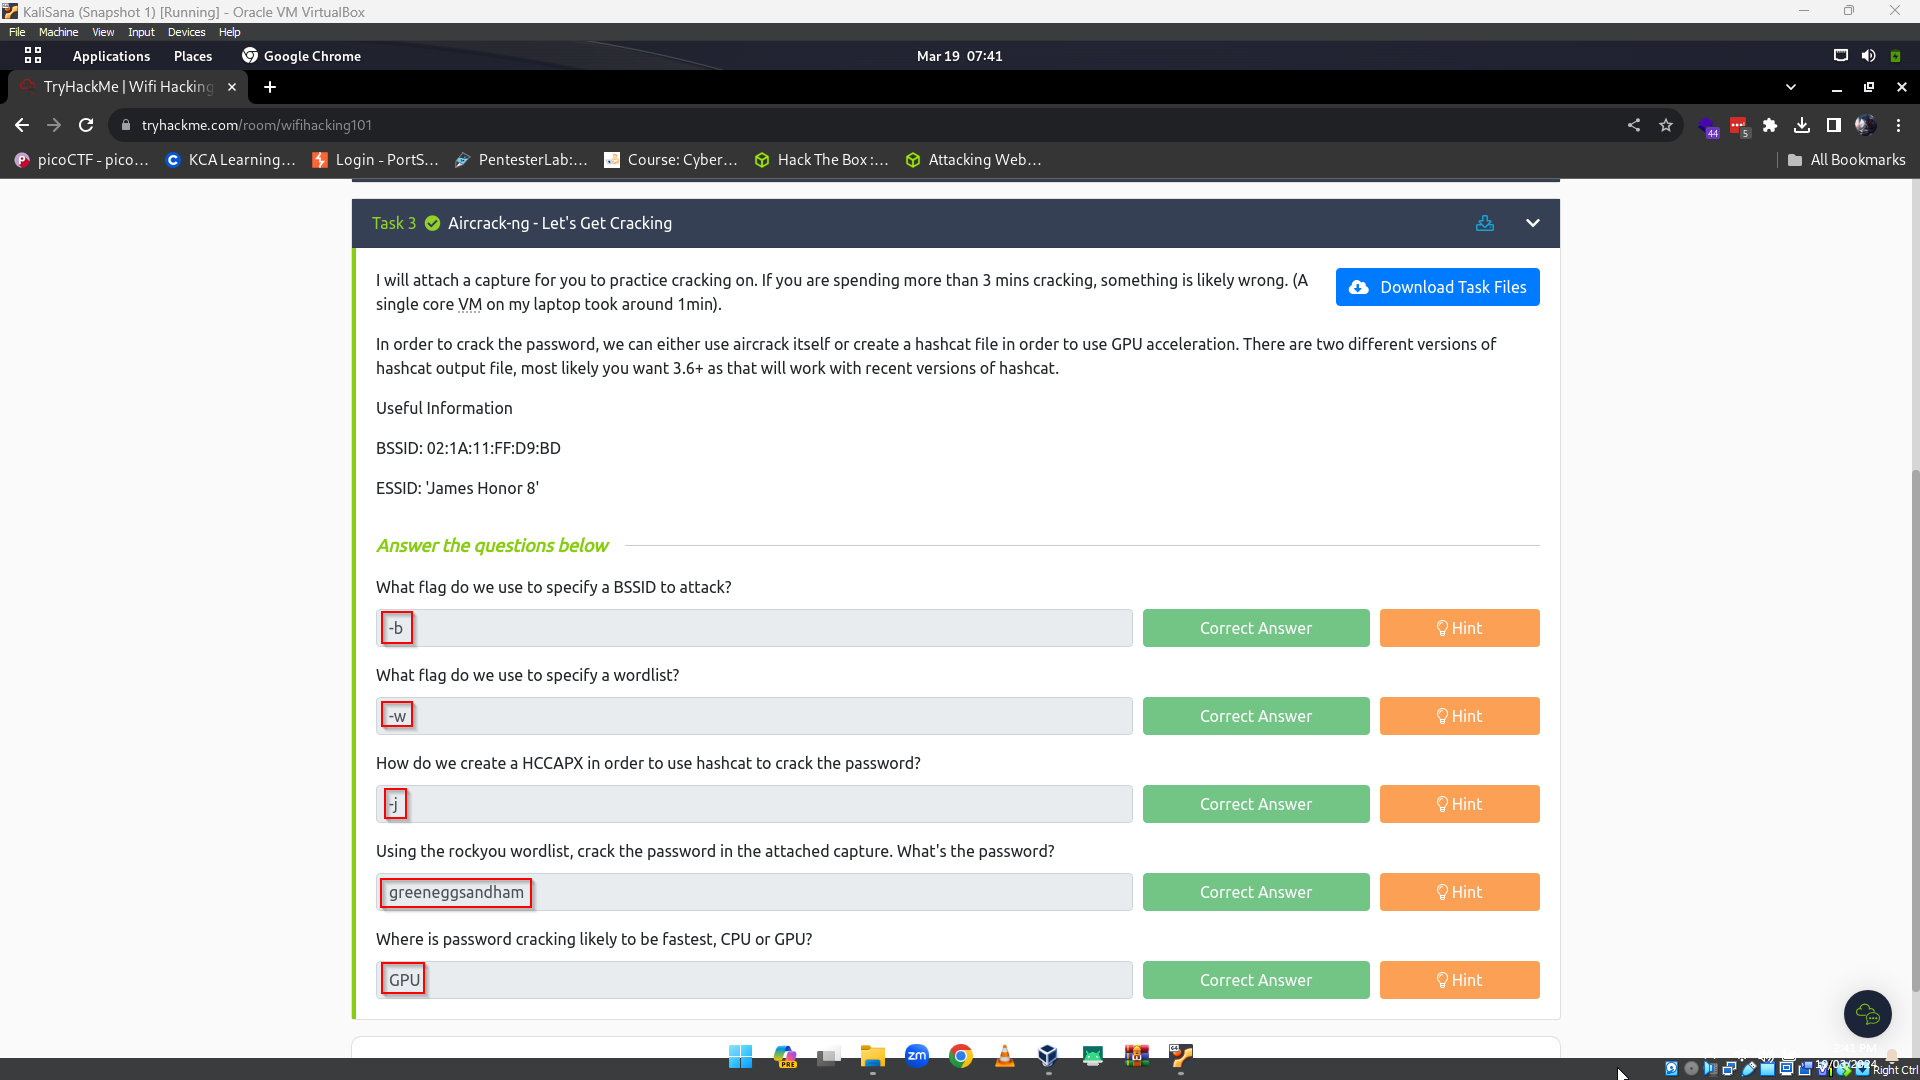 KaliSana (Snapshot 1) [Running] - Oracle VM VirtualBox
File Machine View Input Devices Help
Applications Places Google Chrome Mar 19 07:41
TryHackMe | Wifi Hacking
tryhackme.com/room/wifihacking101
44 5
picoCTF - pico... KCA Learning... Login - PortS... PentesterLab:... Course: Cyber... Hack The Box :... Attacking Web... All Bookmarks
Task 3 Aircrack-ng - Let's Get Cracking
I will attach a capture for you to practice cracking on. If you are spending more than 3 mins cracking, something is likely wrong. (A
single core VM on my laptop took around 1min).
Download Task Files
In order to crack the password, we can either use aircrack itself or create a hashcat file in order to use GPU acceleration. There are two different versions of
hashcat output file, most likely you want 3.6+ as that will work with recent versions of hashcat.
Useful Information
BSSID: 02:1A:11:FF:D9:BD
ESSID: 'James Honor 8'
Answer the questions below
What flag do we use to specify a BSSID to attack?
-b Correct Answer Hint
What flag do we use to specify a wordlist?
-w Correct Answer Hint
How do we create a HCCAPX in order to use hashcat to crack the password?
-j Correct Answer Hint
Using the rockyou wordlist, crack the password in the attached capture. What's the password?
greeneggsandham Correct Answer Hint
Where is password cracking likely to be fastest, CPU or GPU?
GPU Correct Answer Hint
PRE zm
19/03/2024
Right Ctrl